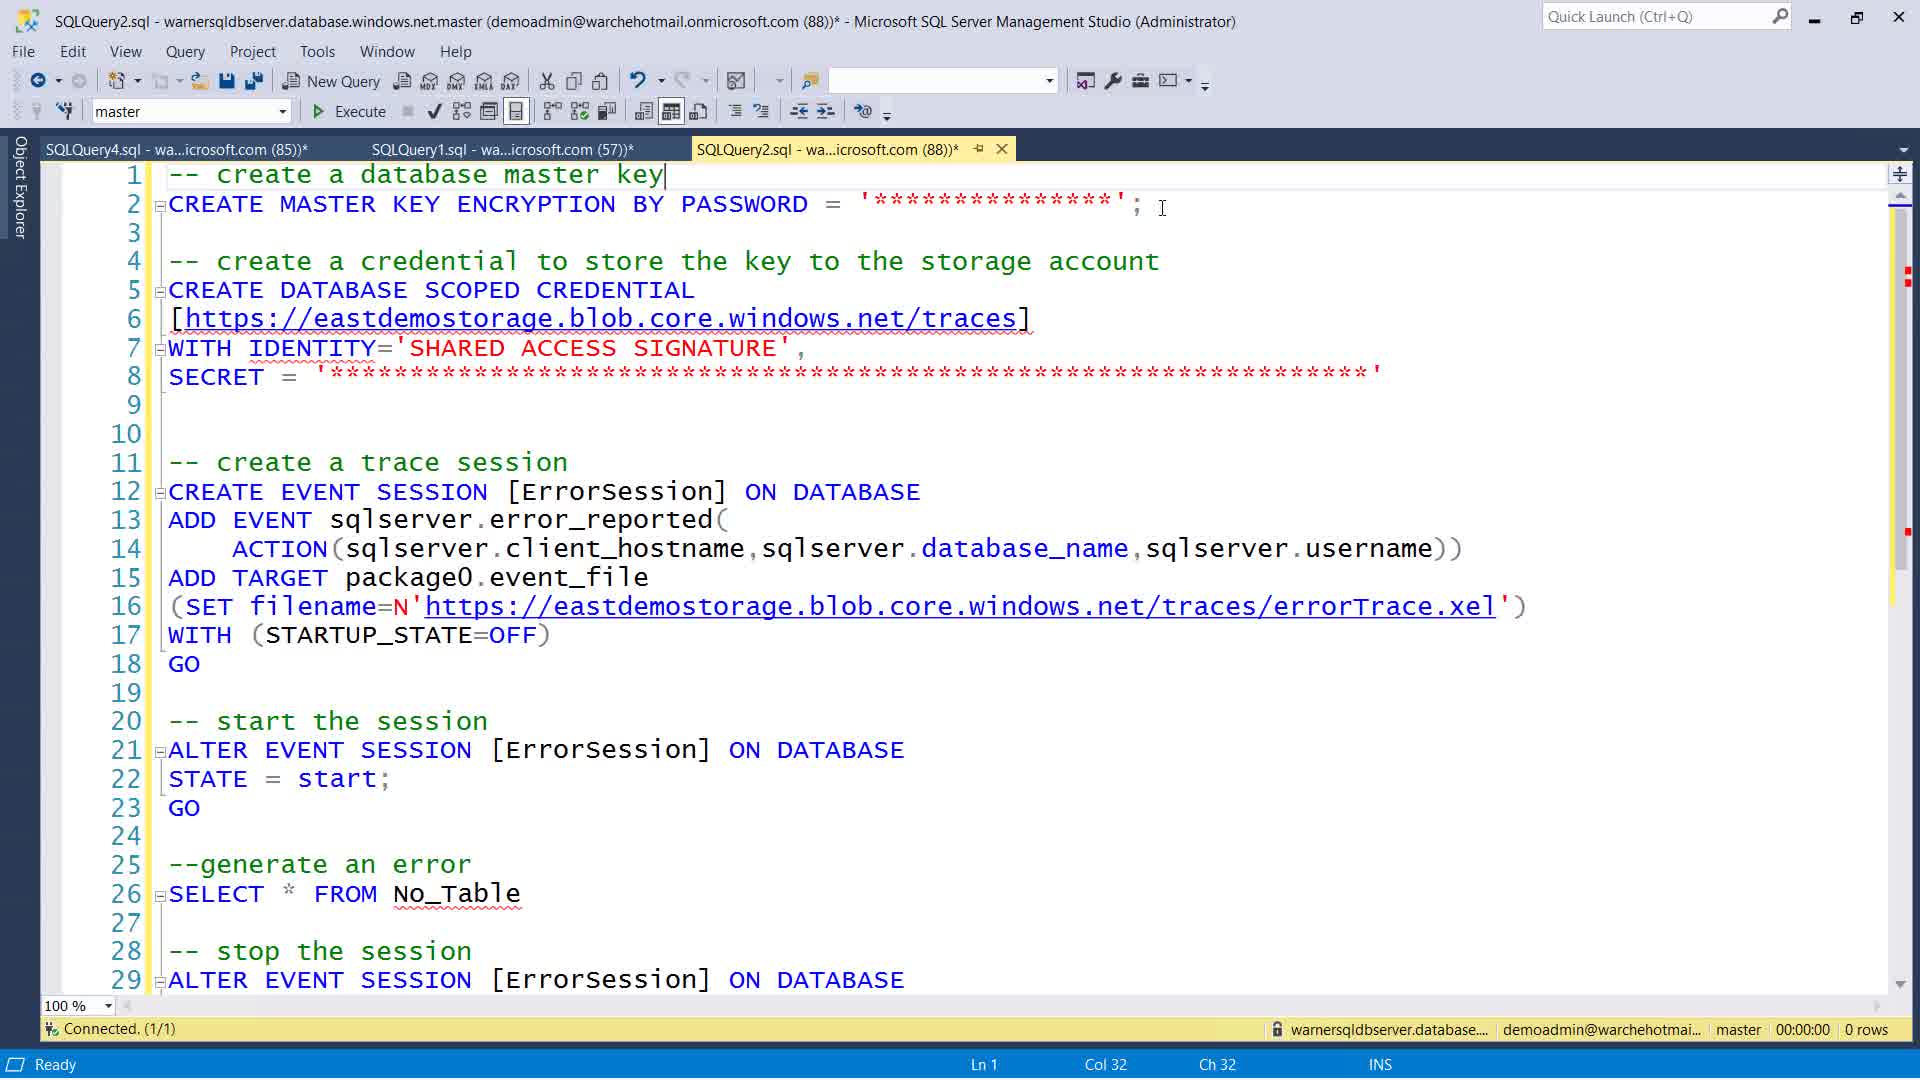 SQLQuery2.sql - warnersqldbserver.database.windows.net.master (demoadmin@warchehotmail.onmicrosoft.com (88))* - Microsoft SQL Server Management Studio (Administrator)
Quick Launch (Ctrl+Q)
File Edit View Query Project Tools Window Help
New Query
MDX DMX XMLA DAX
master
Execute
Object Explorer
SQLQuery4.sql - wa...icrosoft.com (85))*
SQLQuery1.sql - wa...icrosoft.com (57))*
SQLQuery2.sql - wa...icrosoft.com (88))*
1 -- create a database master key
2 CREATE MASTER KEY ENCRYPTION BY PASSWORD = '***************';
3
4 -- create a credential to store the key to the storage account
5 CREATE DATABASE SCOPED CREDENTIAL
6 [https://eastdemostorage.blob.core.windows.net/traces]
7 WITH IDENTITY='SHARED ACCESS SIGNATURE',
8 SECRET = '*****************************************************************'
9
10
11 -- create a trace session
12 CREATE EVENT SESSION [ErrorSession] ON DATABASE
13 ADD EVENT sqlserver.error_reported(
14 ACTION(sqlserver.client_hostname,sqlserver.database_name,sqlserver.username))
15 ADD TARGET package0.event_file
16 (SET filename=N'https://eastdemostorage.blob.core.windows.net/traces/errorTrace.xel')
17 WITH (STARTUP_STATE=OFF)
18 GO
19
20 -- start the session
21 ALTER EVENT SESSION [ErrorSession] ON DATABASE
22 STATE = start;
23 GO
24
25 --generate an error
26 SELECT * FROM No_Table
27
28 -- stop the session
29 ALTER EVENT SESSION [ErrorSession] ON DATABASE
100 %
Connected. (1/1)
warnersqldbserver.database.... demoadmin@warchehotmai... master 00:00:00 0 rows
Ready
Ln 1 Col 32 Ch 32 INS